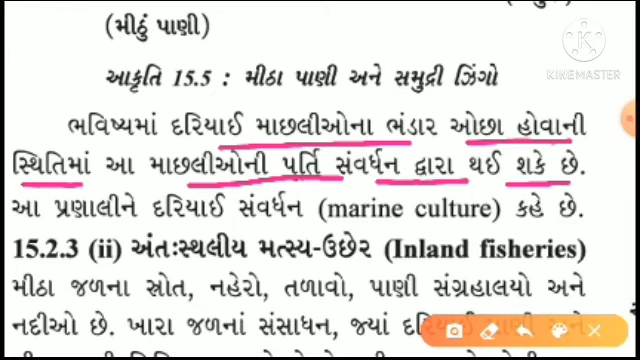 (મીઠું પાણી)
KINEMASTER
આકૃતિ 15.5 : મીઠા પાણી અને સમુદ્રી ઝિંગો
ભવિષ્યમાં દરિયાઈ માછલીઓના ભંડાર ઓછા હોવાની
સ્થિતિમાં આ માછલીઓની પૂર્તિ સંવર્ધન દ્વારા થઈ શકે છે.
આ પ્રણાલીને દરિયાઈ સંવર્ધન (marine culture) કહે છે.
15.2.3 (ii) અંતઃસ્થલીય મત્સ્ય-ઉછેર (Inland fisheries)
મીઠા જળના સ્રોત, નહેરો, તળાવો, પાણી સંગ્રહાલયો અને
નદીઓ છે. ખારા જળનાં સંસાધન, જ્યાં